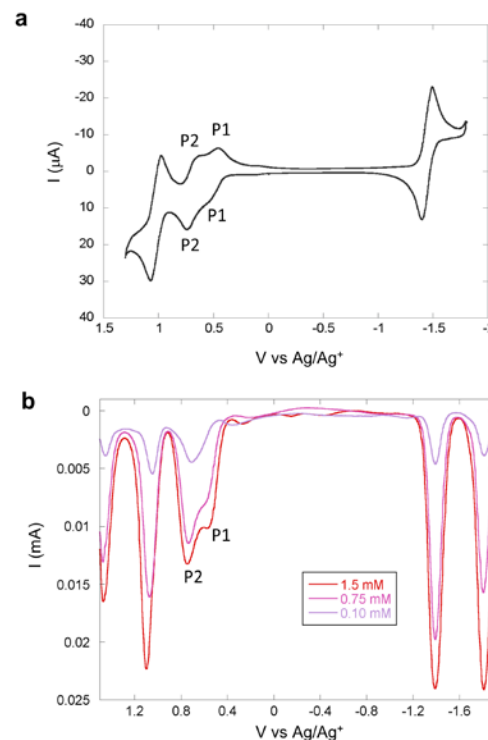 a
-40
-30
-20
-10
0
10
20
30
40
I (µA)
P2
P1
P1
P2
1.5
1
0.5
0
-0.5
-1
-1.5
V vs Ag/Ag⁺
b
0
0.005
0.010
0.015
0.02
0.025
I (mA)
P1
P2
1.5 mM
0.75 mM
0.10 mM
1.2
0.8
0.4
0
-0.4
-0.8
-1.2
-1.6
V vs Ag/Ag⁺